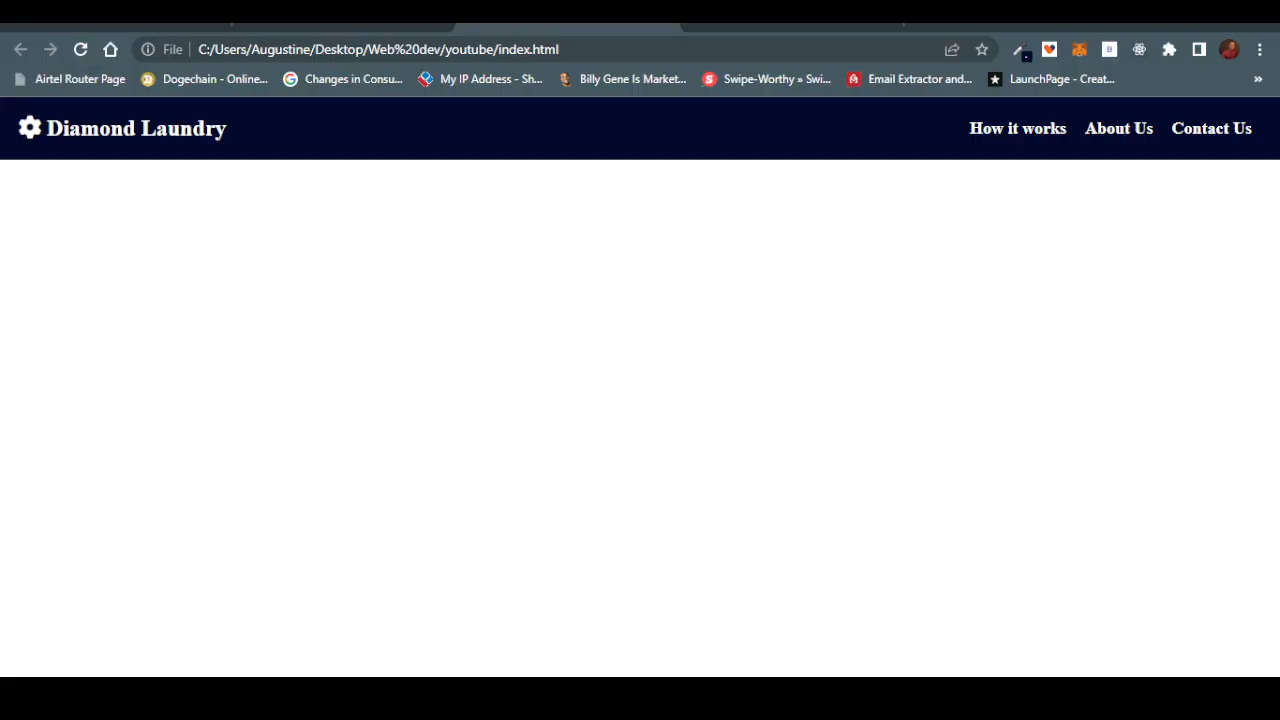 File C:/Users/Augustine/Desktop/Web%20dev/youtube/index.html
Airtel Router Page Dogechain - Online... Changes in Consu... My IP Address - Sh... Billy Gene Is Market... Swipe-Worthy » Swi... Email Extractor and... LaunchPage - Creat... »
Diamond Laundry How it works About Us Contact Us